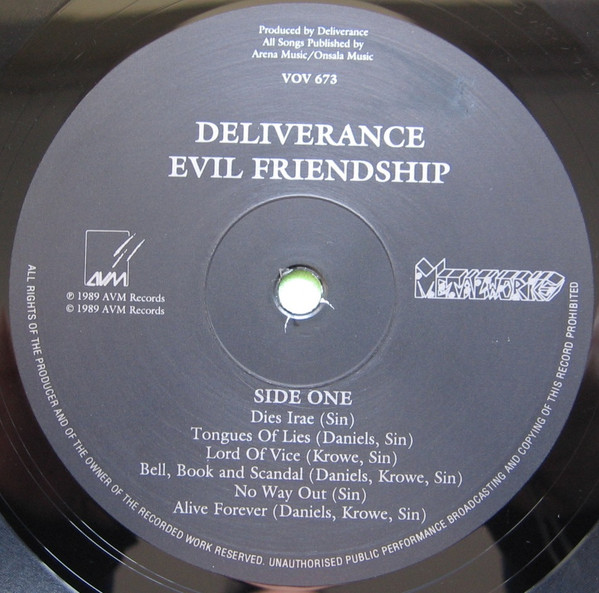 Produced by Deliverance
All Songs Published by
Arena Music/Onsala Music
VOV 673
DELIVERANCE
EVIL FRIENDSHIP
AVM
℗ 1989 AVM Records
© 1989 AVM Records
METALWORKS
SIDE ONE
Dies Irae (Sin)
Tongues Of Lies (Daniels, Sin)
Lord Of Vice (Krowe, Sin)
Bell, Book and Scandal (Daniels, Krowe, Sin)
No Way Out (Sin)
Alive Forever (Daniels, Krowe, Sin)
ALL RIGHTS OF THE PRODUCER AND OF THE OWNER OF THE RECORDED WORK RESERVED. UNAUTHORISED PUBLIC PERFORMANCE BROADCASTING AND COPYING OF THIS RECORD PROHIBITED